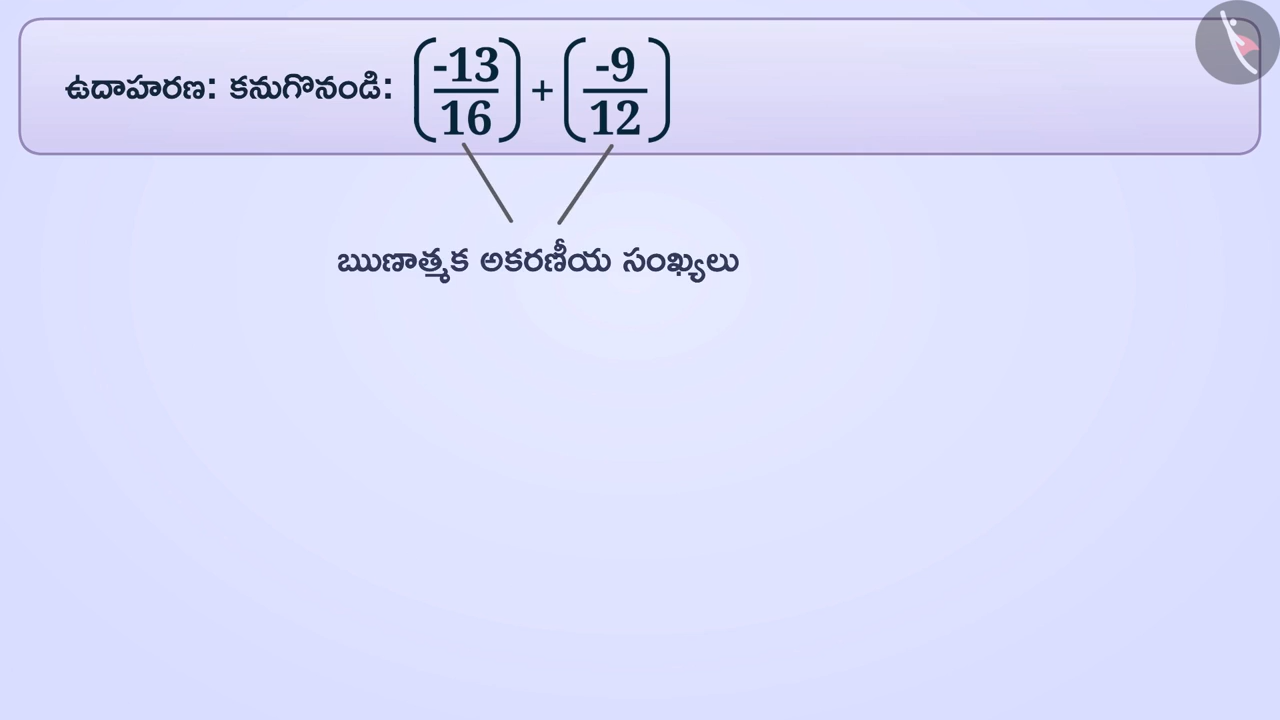 ఉదాహరణ: కనుగొనండి: (-13/16) + (-9/12)
ఋణాత్మక అకరణీయ సంఖ్యలు